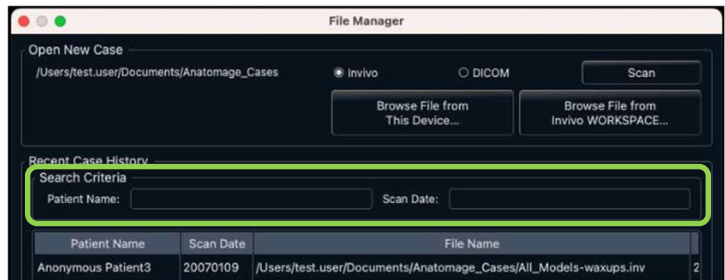 File Manager
Open New Case
/Users/test.user/Documents/Anatomage_Cases
Invivo
DICOM
Scan
Browse File from
This Device...
Browse File from
Invivo WORKSPACE...
Recent Case History
Search Criteria
Patient Name:
Scan Date:
Patient Name Scan Date File Name
Anonymous Patient3 20070109 /Users/test.user/Documents/Anatomage_Cases/All_Models-waxups.inv 2